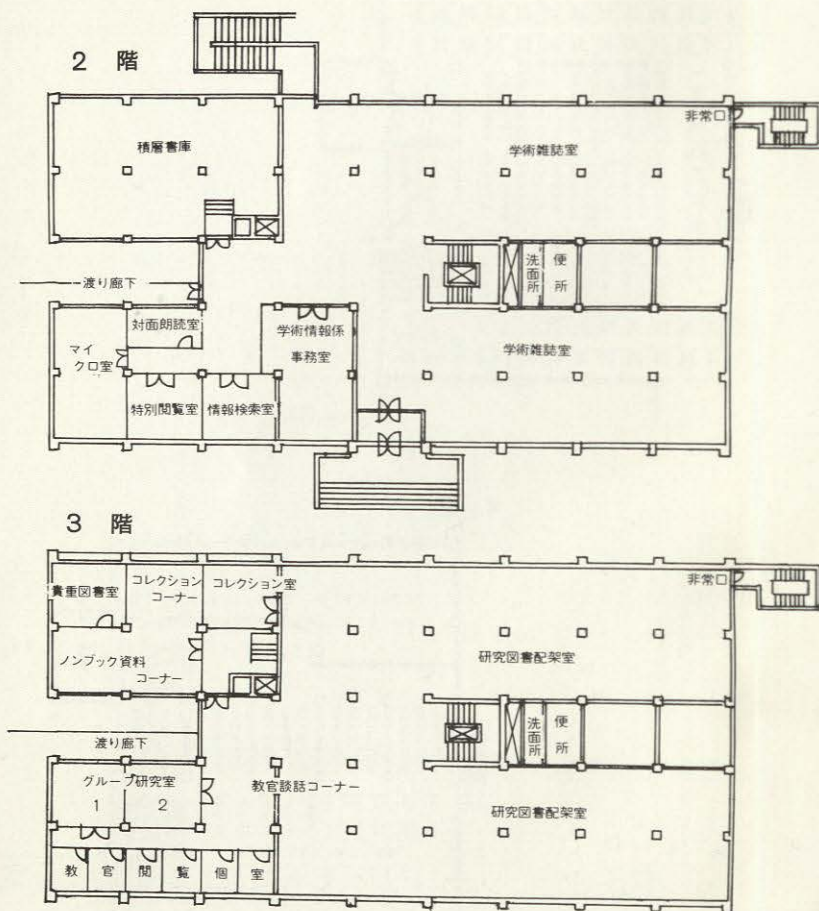 2 階
積層書庫
学術雑誌室
非常口
渡り廊下
対面朗読室
マイ
クロ室
学術情報係
事務室
洗面所
便所
特別閲覧室
情報検索室
学術雑誌室
3 階
貴重図書室
コレクション
コーナー
コレクション室
非常口
ノンブック資料
コーナー
研究図書配架室
渡り廊下
洗面所
便所
グループ研究室
1
2
教官談話コーナー
研究図書配架室
教 官 閲 覧 個 室